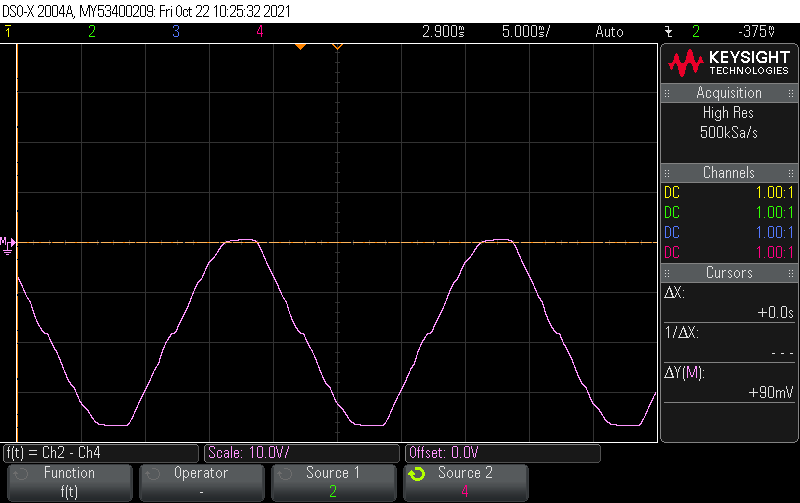 DSO-X 2004A, MY53400209: Fri Oct 22 10:25:32 2021
1 2 3 4 2.900s 5.000s/ Auto 2 -375V
KEYSIGHT
TECHNOLOGIES
Acquisition
High Res
500kSa/s
Channels
DC 1.00:1
DC 1.00:1
DC 1.00:1
DC 1.00:1
M
Cursors
ΔX:
+0.0s
1/ΔX:
---
ΔY(M):
+90mV
f(t) = Ch2 - Ch4 Scale: 10.0V/ Offset: 0.0V
Function Operator Source 1 Source 2
f(t) - 2 4